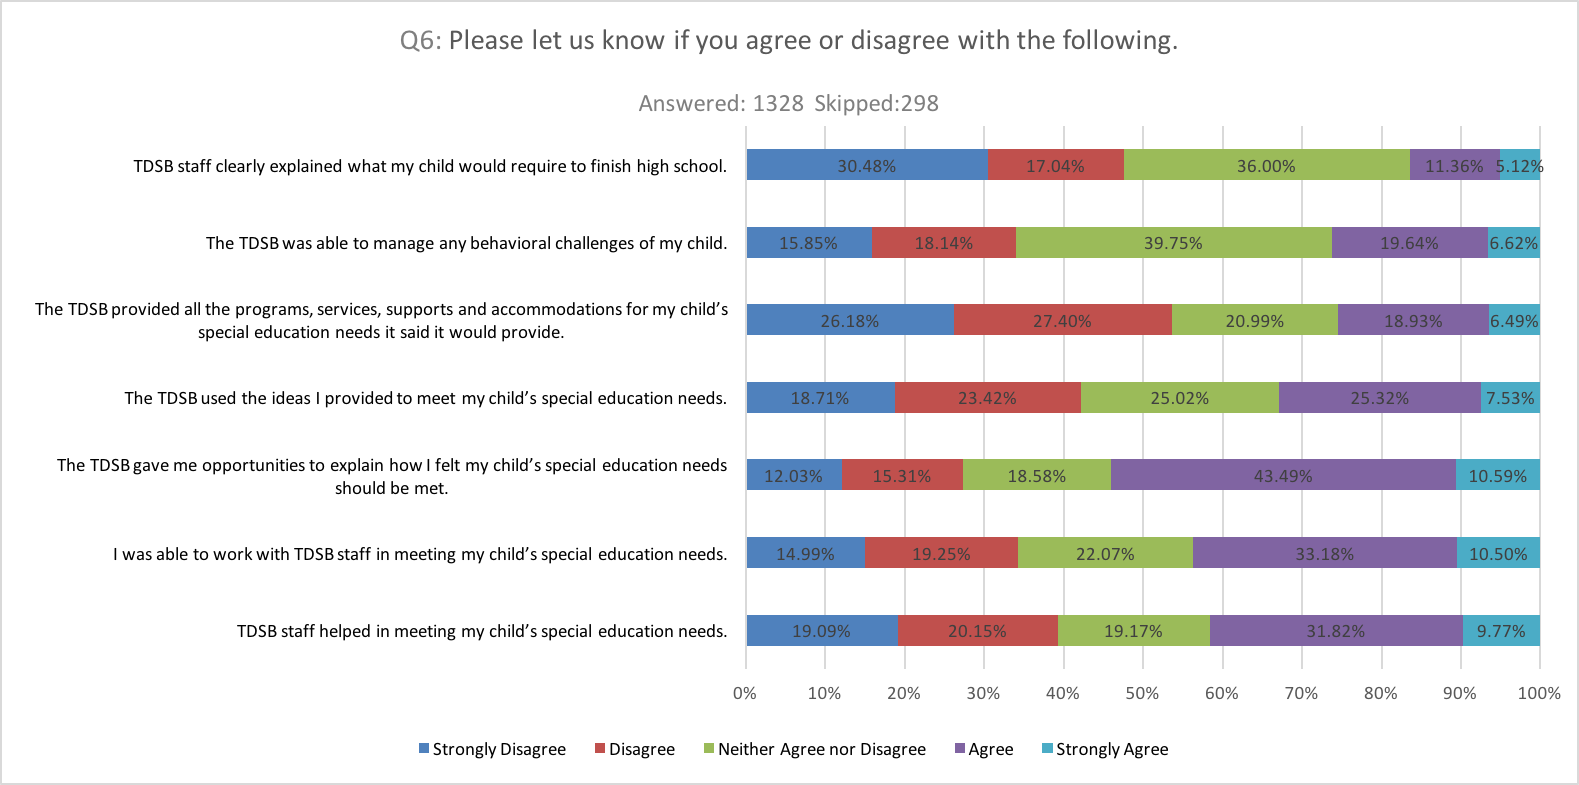 Q6: Please let us know if you agree or disagree with the following.
Answered: 1328 Skipped:298
TDSB staff clearly explained what my child would require to finish high school.
30.48% 17.04% 36.00% 11.36% 5.12%
The TDSB was able to manage any behavioral challenges of my child.
15.85% 18.14% 39.75% 19.64% 6.62%
The TDSB provided all the programs, services, supports and accommodations for my child’s
special education needs it said it would provide.
26.18% 27.40% 20.99% 18.93% 6.49%
The TDSB used the ideas I provided to meet my child’s special education needs.
18.71% 23.42% 25.02% 25.32% 7.53%
The TDSB gave me opportunities to explain how I felt my child’s special education needs
should be met.
12.03% 15.31% 18.58% 43.49% 10.59%
I was able to work with TDSB staff in meeting my child’s special education needs.
14.99% 19.25% 22.07% 33.18% 10.50%
TDSB staff helped in meeting my child’s special education needs.
19.09% 20.15% 19.17% 31.82% 9.77%
0% 10% 20% 30% 40% 50% 60% 70% 80% 90% 100%
Strongly Disagree Disagree Neither Agree nor Disagree Agree Strongly Agree